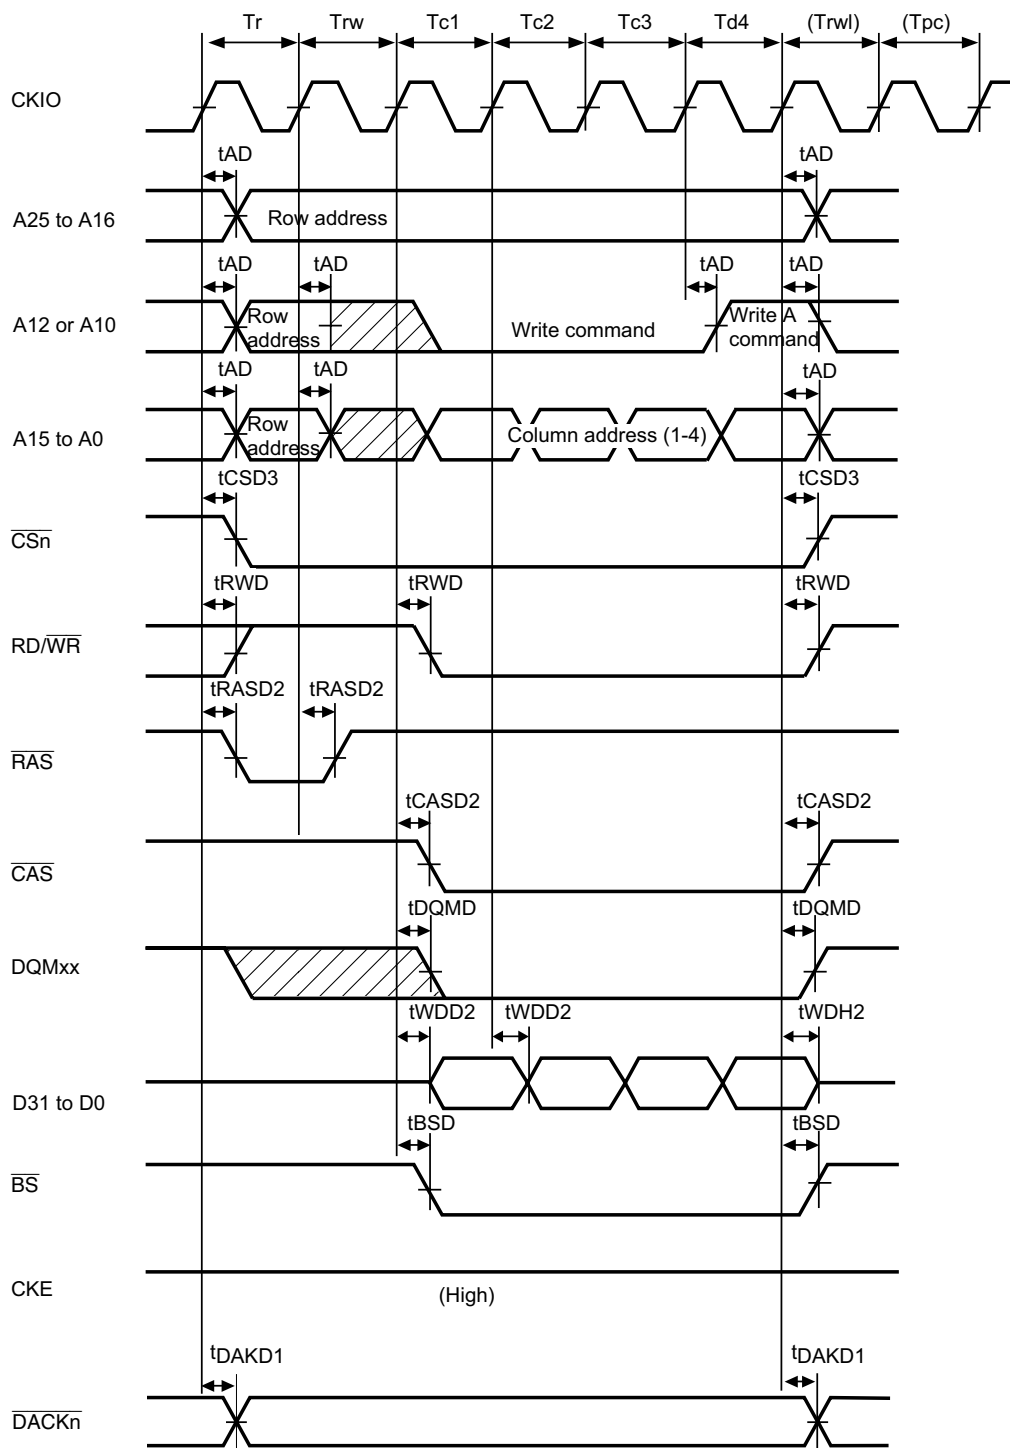 Tr Trw Tc1 Tc2 Tc3 Td4 (Trwl) (Tpc)
CKIO
tAD tAD
A25 to A16 Row address
tAD tAD tAD tAD
A12 or A10 Row address Write command Write A command
tAD tAD tAD
A15 to A0 Row address Column address (1-4)
tCSD3 tCSD3
CSn
tRWD tRWD tRWD
RD/WR
tRASD2 tRASD2
RAS
tCASD2 tCASD2
CAS
tDQMD tDQMD
DQMxx
tWDD2 tWDD2 tWDH2
D31 to D0
tBSD tBSD
BS
CKE
(High)
tDAKD1 tDAKD1
DACKn